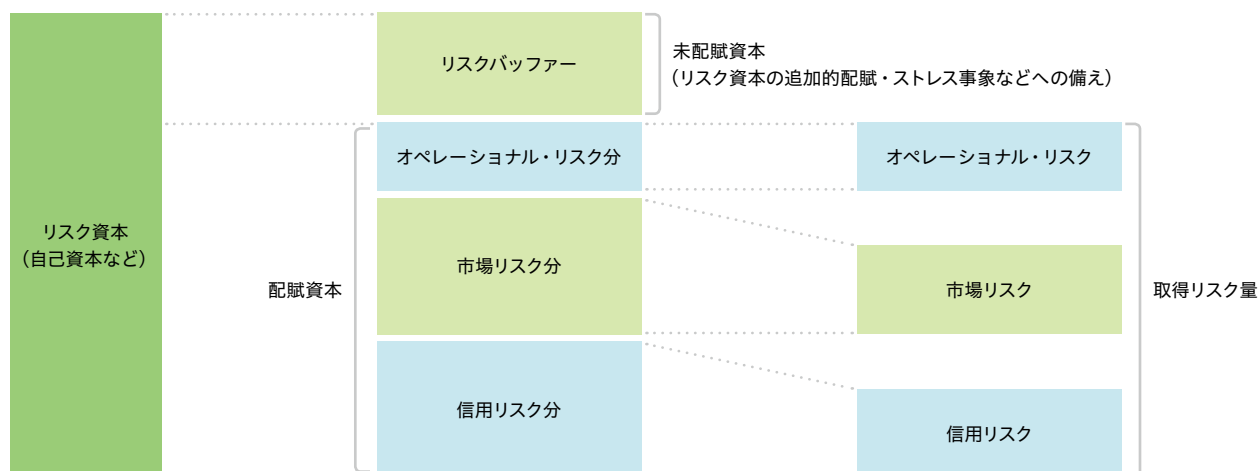 リスク資本
（自己資本など）
リスクバッファー
未配賦資本
（リスク資本の追加的配賦・ストレス事象などへの備え）
配賦資本
オペレーショナル・リスク分
市場リスク分
信用リスク分
オペレーショナル・リスク
市場リスク
信用リスク
取得リスク量